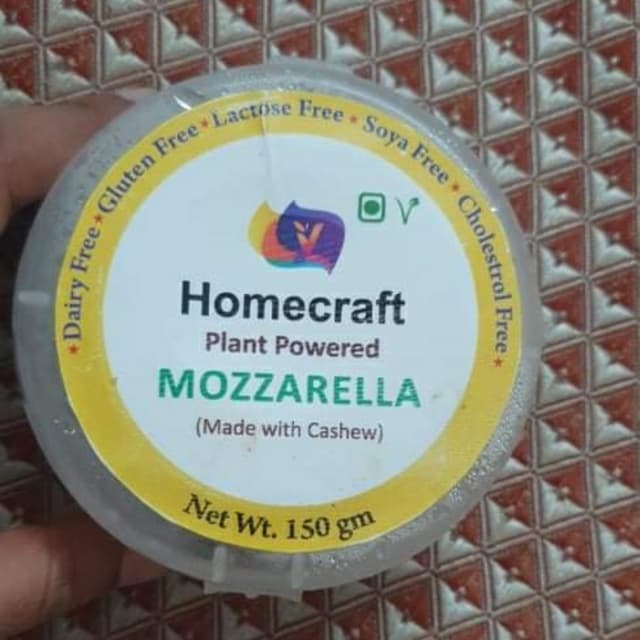 * Dairy Free * Gluten Free * Lactose Free * Soya Free * Cholestrol Free *
V
Homecraft
Plant Powered
MOZZARELLA
(Made with Cashew)
Net Wt. 150 gm